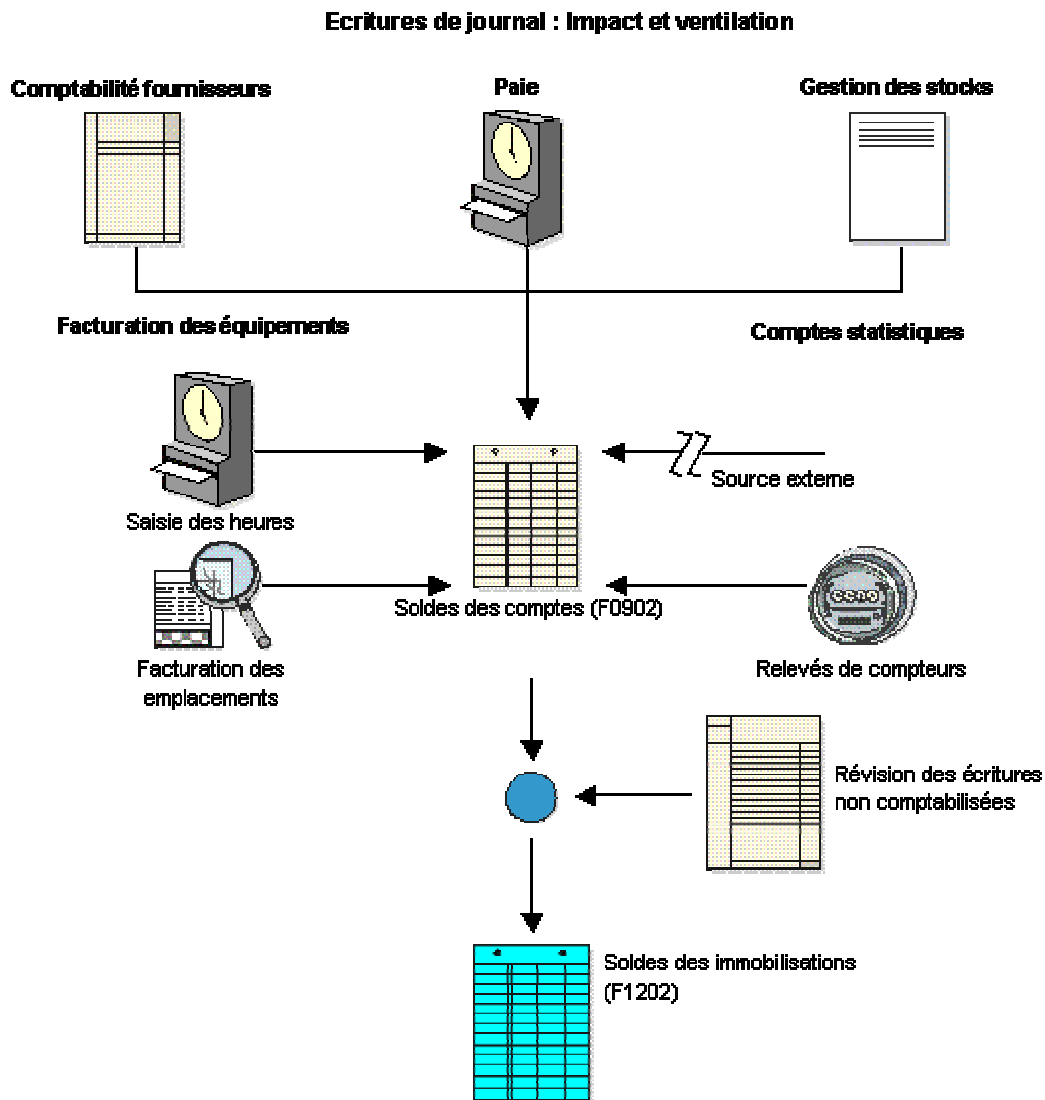 Ecritures de journal : Impact et ventilation
Comptabilité fournisseurs
Paie
Gestion des stocks
Facturation des équipements
Comptes statistiques
Source externe
Saisie des heures
Soldes des comptes (F0902)
Facturation des
emplacements
Relevés de compteurs
Révision des écritures
non comptabilisées
Soldes des immobilisations
(F1202)